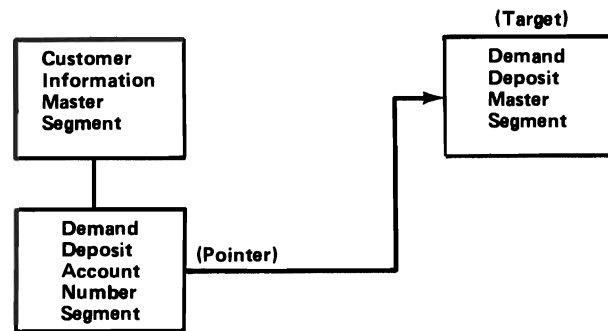 (Target)
Customer
Information
Master
Segment
Demand
Deposit
Master
Segment
Demand
Deposit
Account
Number
Segment
(Pointer)